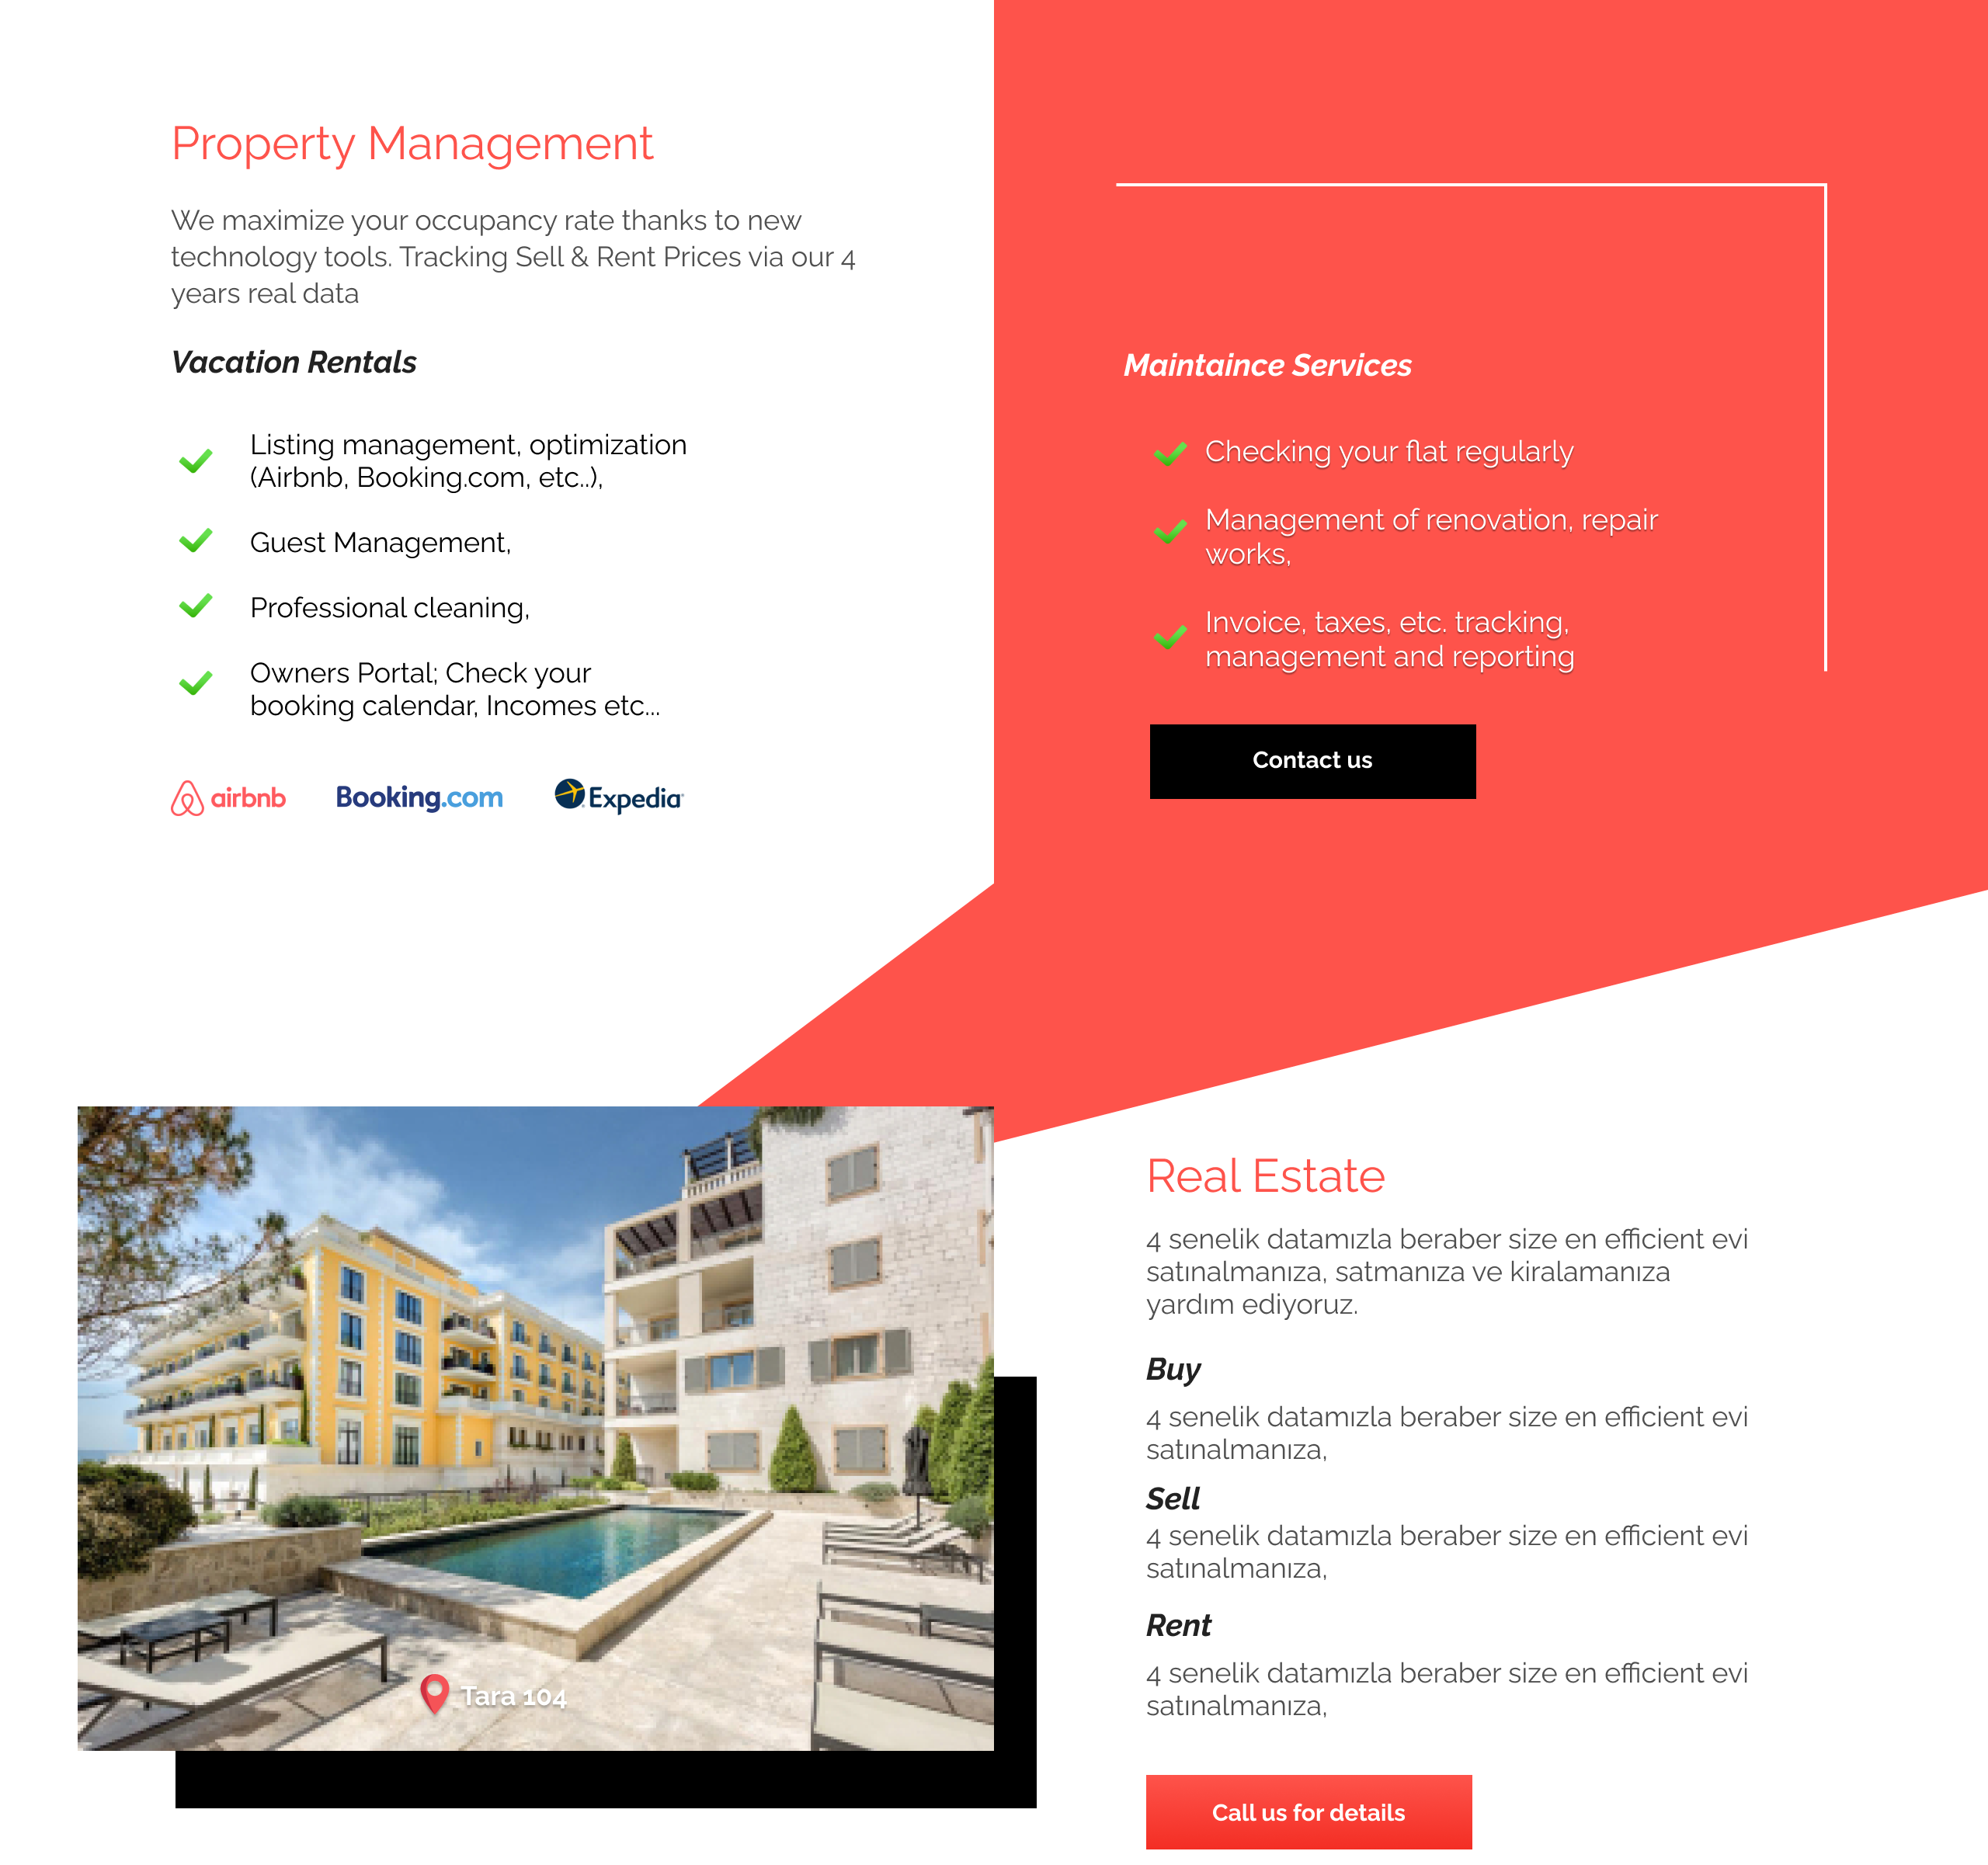 Property Management
We maximize your occupancy rate thanks to new
technology tools. Tracking Sell & Rent Prices via our 4
years real data
Vacation Rentals
Listing management, optimization
(Airbnb, Booking.com, etc..),
Guest Management,
Professional cleaning,
Owners Portal; Check your
booking calendar, Incomes etc...
airbnb
Booking.com
Expedia
Maintaince Services
Checking your flat regularly
Management of renovation, repair
works,
Invoice, taxes, etc. tracking,
management and reporting
Contact us
Tara 104
Real Estate
4 senelik datamızla beraber size en efficient evi
satınalmanıza, satmanıza ve kiralamanıza
yardım ediyoruz.
Buy
4 senelik datamızla beraber size en efficient evi
satınalmanıza,
Sell
4 senelik datamızla beraber size en efficient evi
satınalmanıza,
Rent
4 senelik datamızla beraber size en efficient evi
satınalmanıza,
Call us for details